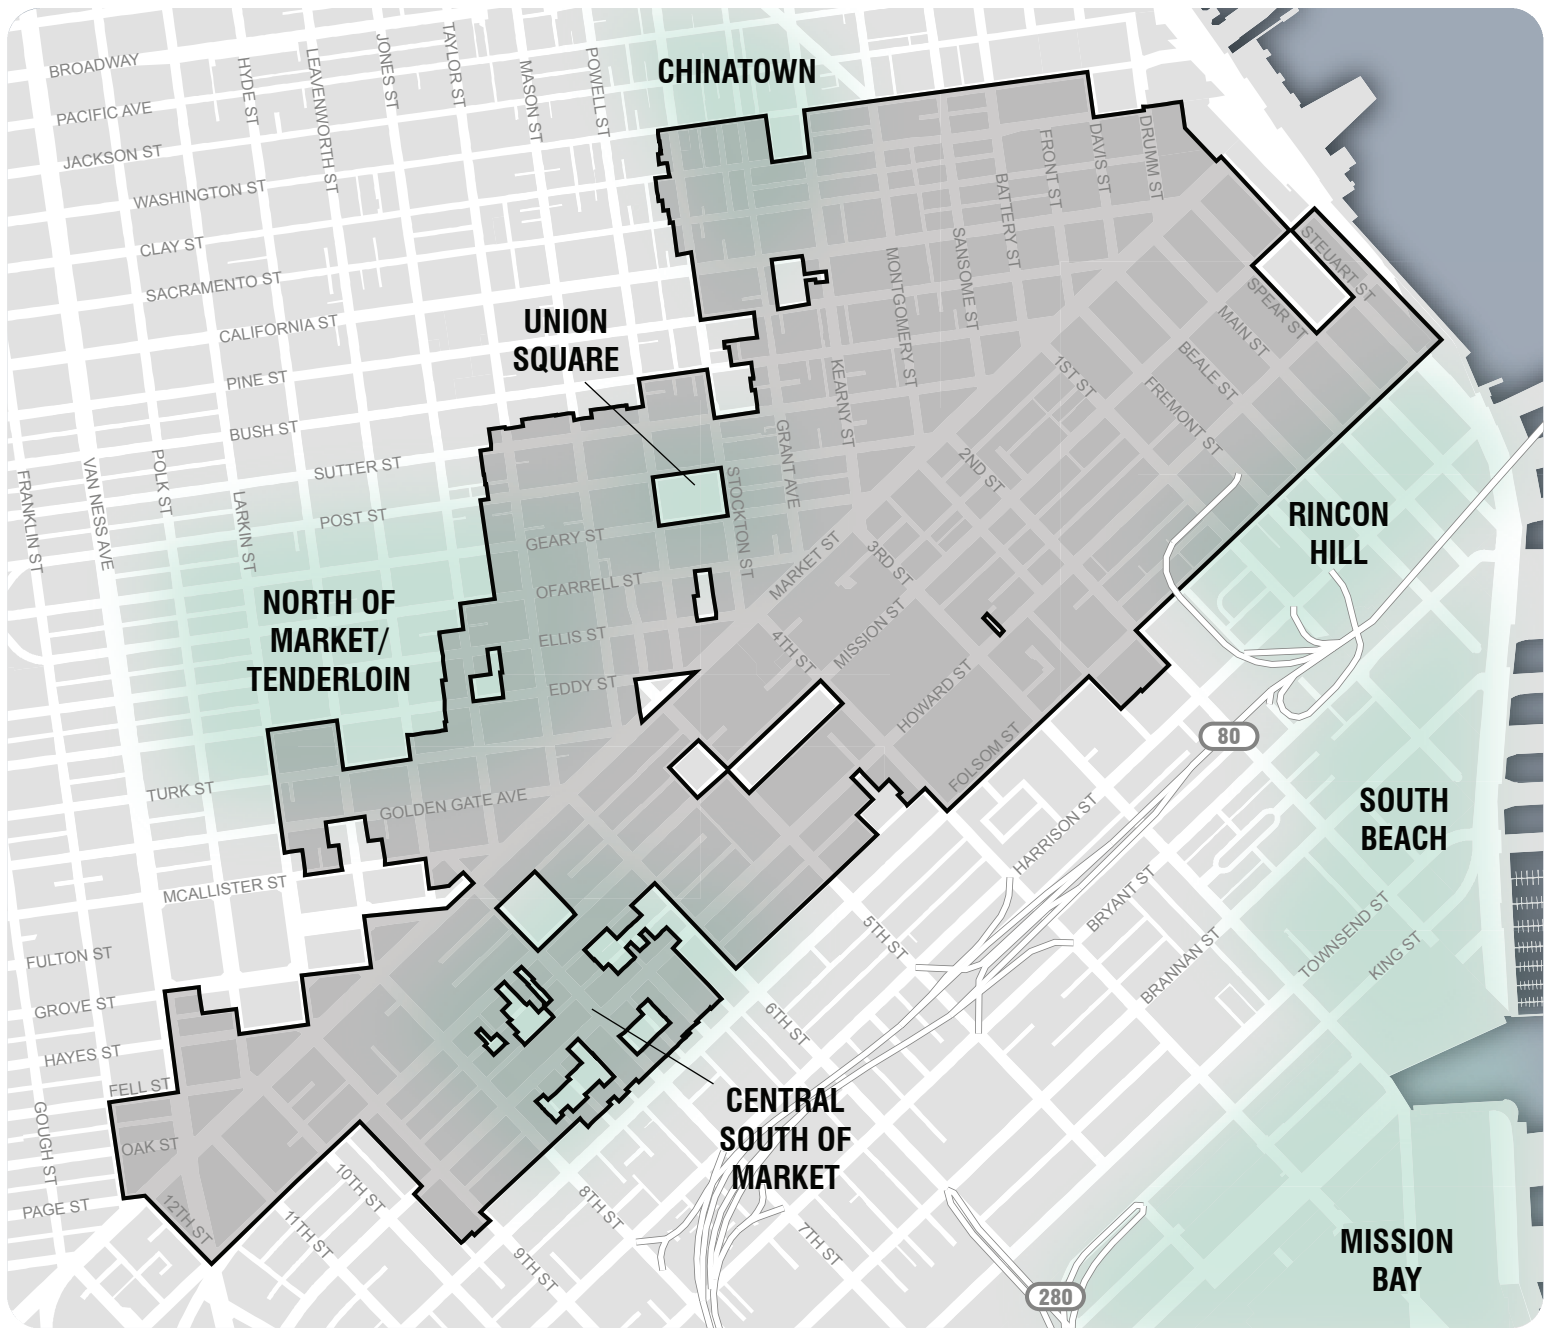 CHINATOWN
BROADWAY
PACIFIC AVE
JACKSON ST
WASHINGTON ST
CLAY ST
SACRAMENTO ST
CALIFORNIA ST
PINE ST
BUSH ST
SUTTER ST
POST ST
HYDE ST
LEAVENWORTH ST
JONES ST
TAYLOR ST
MASON ST
POWELL ST
FRONT ST
DAVIS ST
DRUMM ST
BATTERY ST
SANSOME ST
MONTGOMERY ST
KEARNY ST
GRANT AVE
STOCKTON ST
STEUART ST
SPEAR ST
MAIN ST
BEALE ST
FREMONT ST
1ST ST
2ND ST
3RD ST
4TH ST
UNION
SQUARE
FRANKLIN ST
VAN NESS AVE
POLK ST
LARKIN ST
GEARY ST
OFARRELL ST
ELLIS ST
EDDY ST
MARKET ST
MISSION ST
HOWARD ST
FOLSOM ST
RINCON
HILL
NORTH OF
MARKET/
TENDERLOIN
80
TURK ST
GOLDEN GATE AVE
MCALLISTER ST
HARRISON ST
BRYANT ST
BRANNAN ST
TOWNSEND ST
KING ST
SOUTH
BEACH
FULTON ST
GROVE ST
HAYES ST
FELL ST
OAK ST
PAGE ST
GOUGH ST
5TH ST
6TH ST
CENTRAL
SOUTH OF
MARKET
12TH ST
11TH ST
10TH ST
9TH ST
8TH ST
7TH ST
280
MISSION
BAY